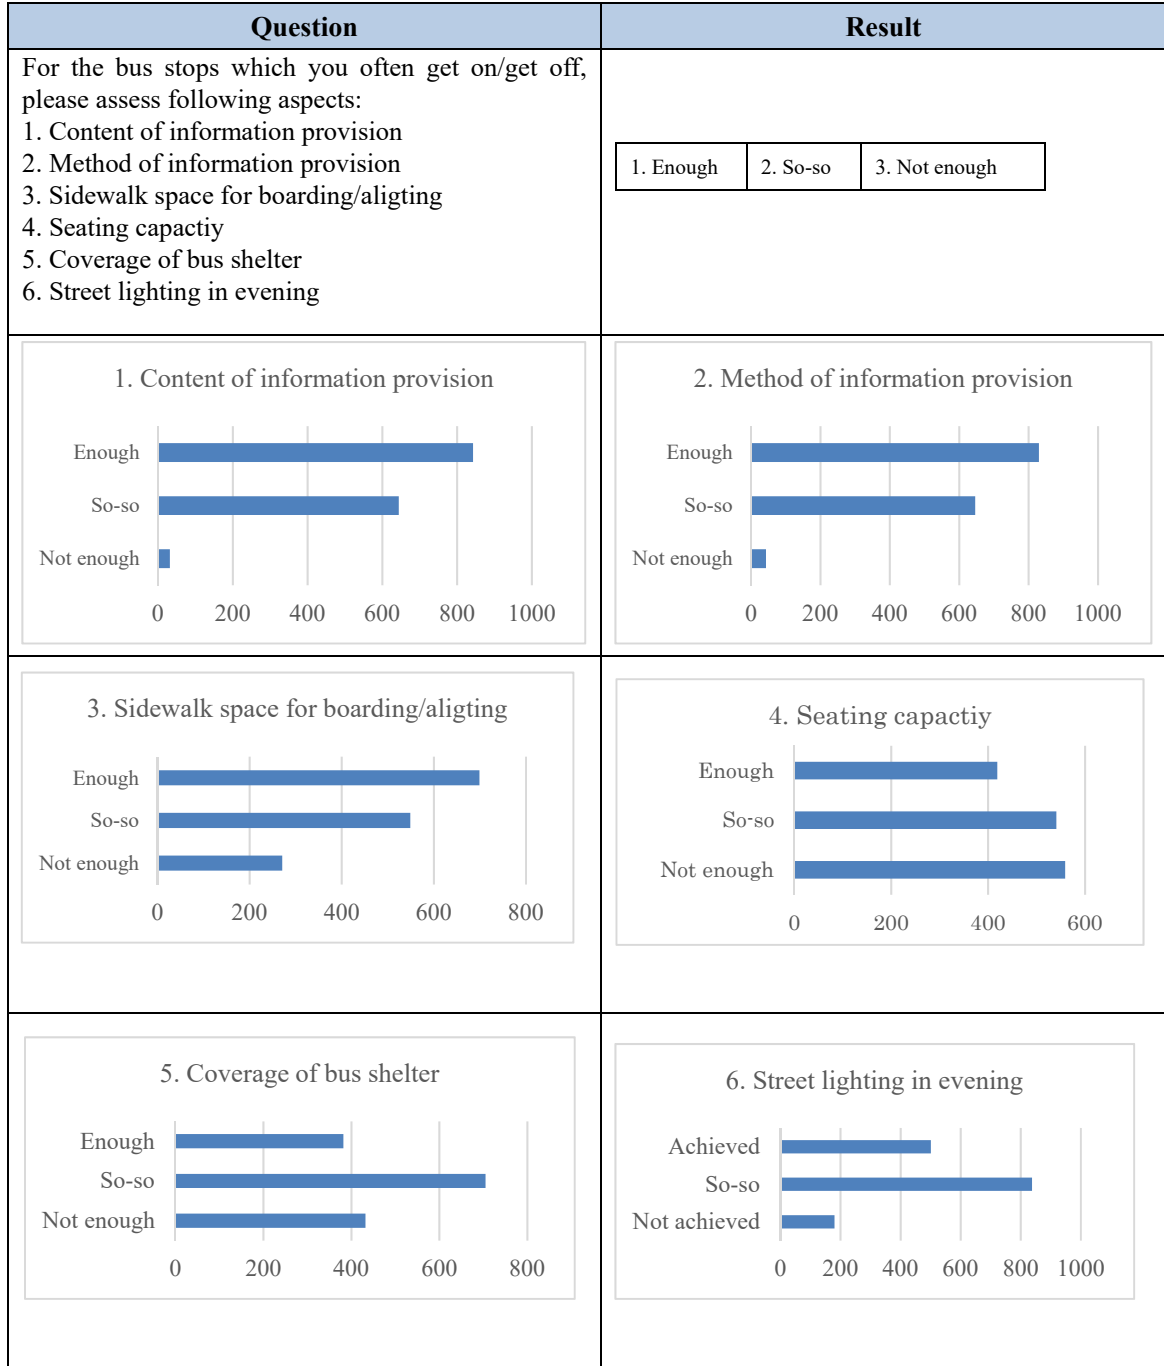 Question
Result
For the bus stops which you often get on/get off,
please assess following aspects:
1. Content of information provision
2. Method of information provision
3. Sidewalk space for boarding/aligting
4. Seating capactiy
5. Coverage of bus shelter
6. Street lighting in evening
1. Enough 2. So-so 3. Not enough
1. Content of information provision
Enough
So-so
Not enough
0 200 400 600 800 1000
2. Method of information provision
Enough
So-so
Not enough
0 200 400 600 800 1000
3. Sidewalk space for boarding/aligting
Enough
So-so
Not enough
0 200 400 600 800
4. Seating capactiy
Enough
So-so
Not enough
0 200 400 600
5. Coverage of bus shelter
Enough
So-so
Not enough
0 200 400 600 800
6. Street lighting in evening
Achieved
So-so
Not achieved
0 200 400 600 800 1000